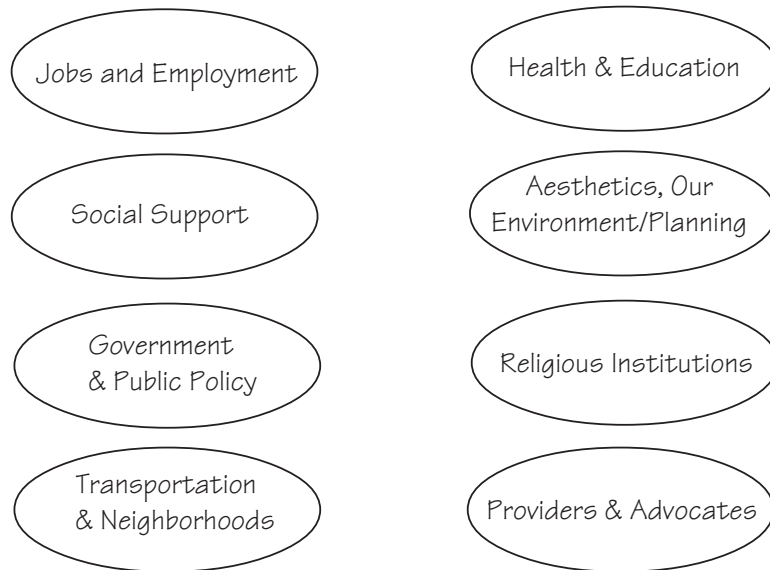 Jobs and Employment
Health & Education
Social Support
Aesthetics, Our
Environment/Planning
Government
& Public Policy
Religious Institutions
Transportation
& Neighborhoods
Providers & Advocates